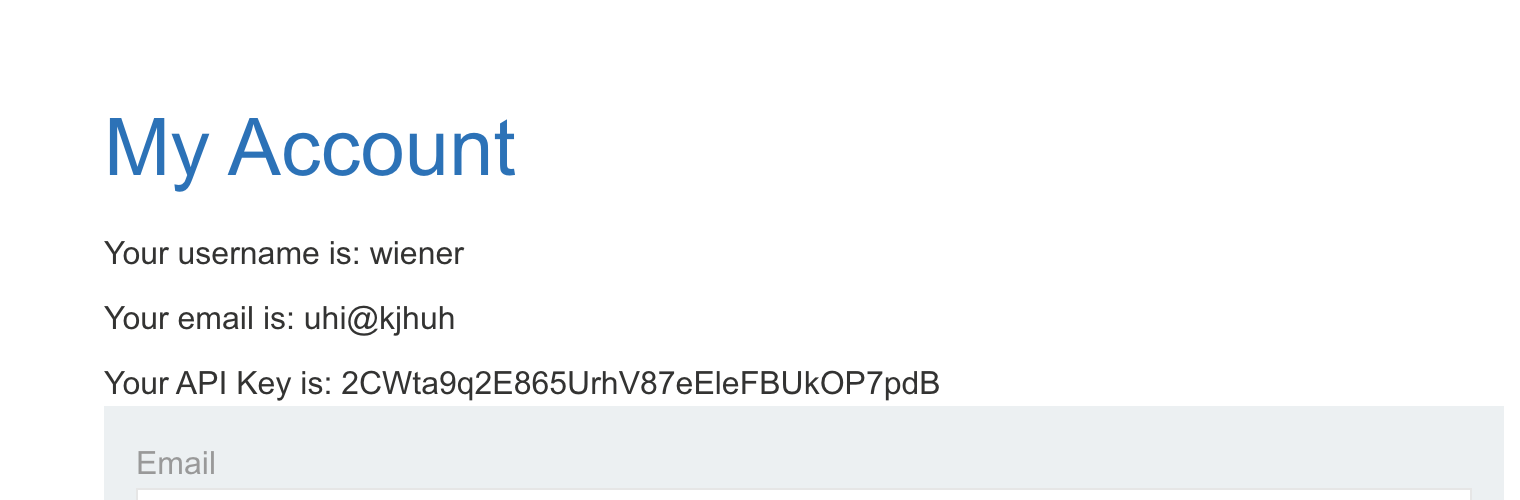 My Account
Your username is: wiener
Your email is: uhi@kjhuh
Your API Key is: 2CWta9q2E865UrhV87eEleFBUkOP7pdB
Email